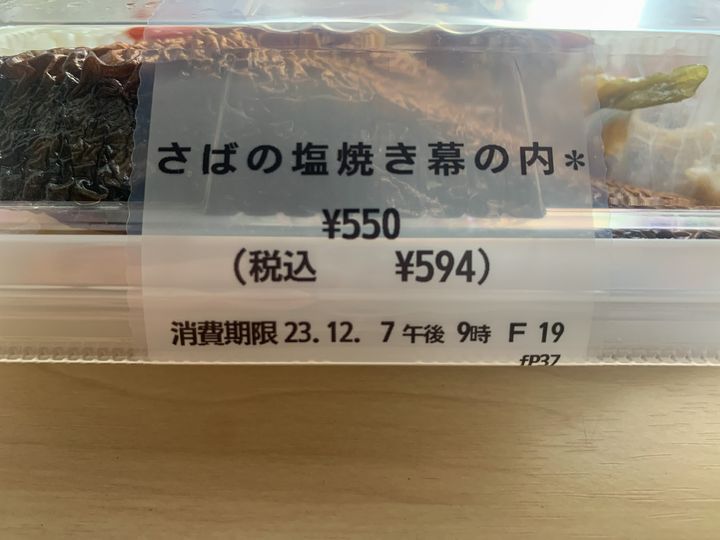 さばの塩焼き幕の内*
¥550
(税込 ¥594)
消費期限 23.12. 7 午後 9時 F 19
fP37